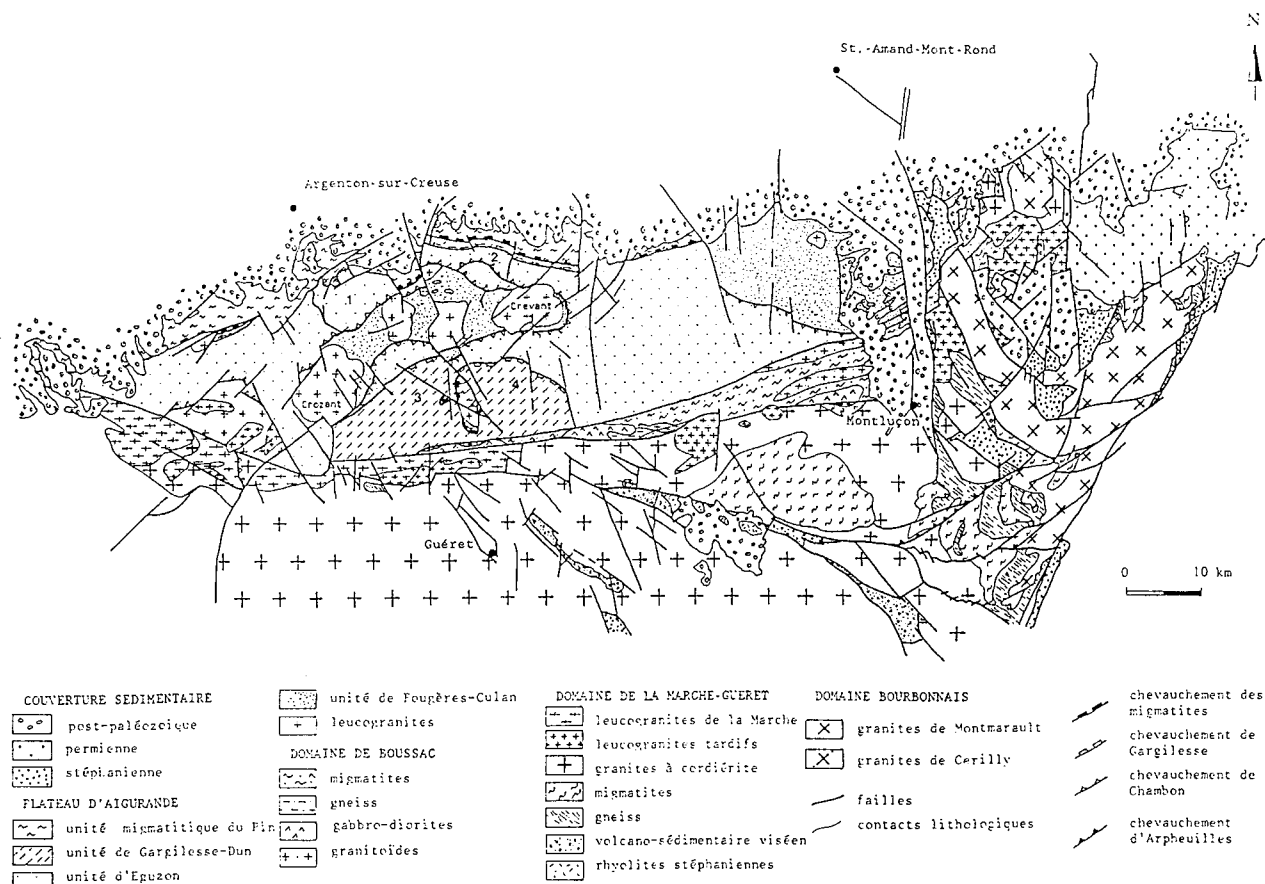 N
St.-Amand-Mont-Rond
Argenton-sur-Creuse
1
2
Crevant
Crozant
3
4
Montluçon
Guéret
0 10 km
COUVERTURE SEDIMENTAIRE
post-paléozoïque
permienne
stéphanienne
PLATEAU D'AIGURANDE
unité migmatitique du Pin
unité de Gargilesse-Dun
unité d'Eguzon
unité de Fougères-Culan
leucogranites
DOMAINE DE BOUSSAC
migmatites
gneiss
gabbro-diorites
granitoïdes
DOMAINE DE LA MARCHE-GUERET
leucogranites de la Marche
leucogranites tardifs
granites à cordiérite
migmatites
gneiss
volcano-sédimentaire viséen
rhyolites stéphaniennes
DOMAINE BOURBONNAIS
granites de Montmarault
granites de Cerilly
failles
contacts lithologiques
chevauchement des
migmatites
chevauchement de
Gargilesse
chevauchement de
Chambon
chevauchement
d'Arpheuilles